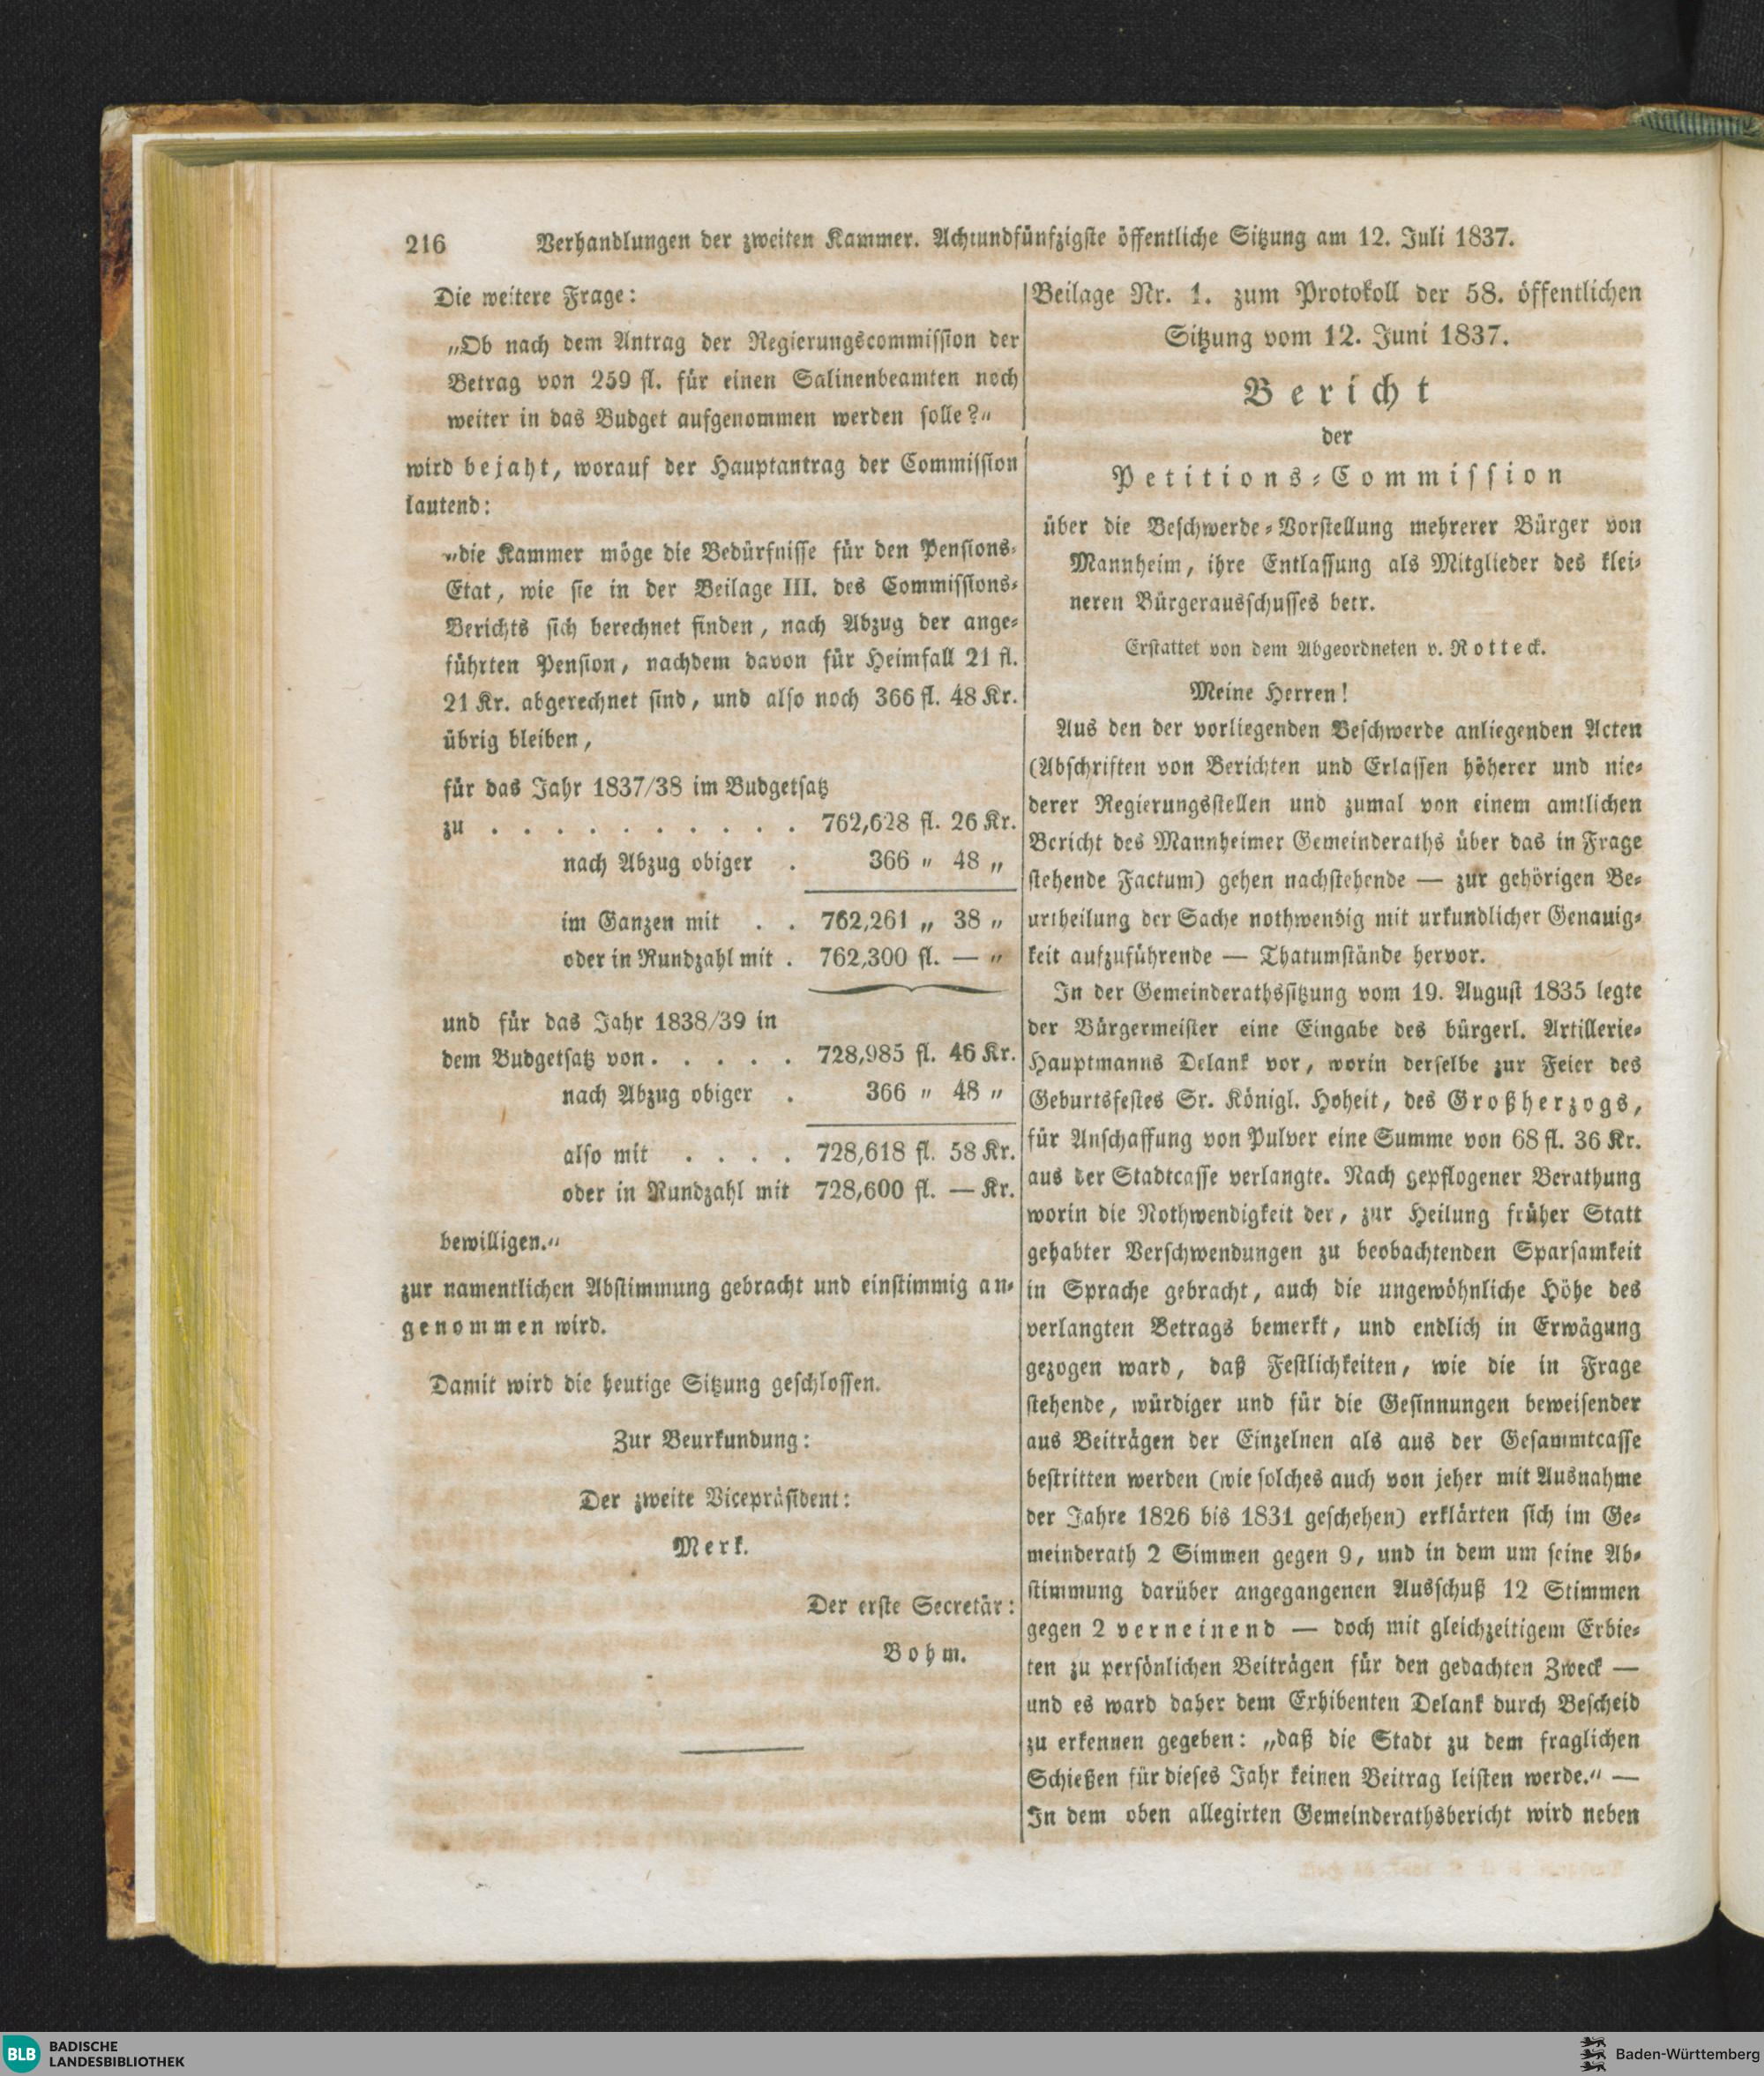 216 Verhandlungen der zweiten Kammer. Achtundfünfzigste öffentliche Sitzung am 12. Juli 1837.
Die weitere Frage:
„Ob nach dem Antrag der Regierungscommission der
Betrag von 259 fl. für einen Salinenbeamten noch
weiter in das Budget aufgenommen werden solle?"
wird bejaht, worauf der Hauptantrag der Commission
lautend:
„die Kammer möge die Bedürfnisse für den Pensions-
Etat, wie sie in der Beilage III. des Commissions-
Berichts sich berechnet finden, nach Abzug der ange-
führten Pension, nachdem davon für Heimfall 21 fl.
21 Kr. abgerechnet sind, und also noch 366 fl. 48 Kr.
übrig bleiben,
für das Jahr 1837/38 im Budgetsatz
zu . . . . . . . . . . . 762,628 fl. 26 Kr.
nach Abzug obiger . 366 " 48 "
im Ganzen mit . . 762,261 " 38 "
oder in Rundzahl mit . 762,300 fl. — "
und für das Jahr 1838/39 in
dem Budgetsatz von . . . . . 728,985 fl. 46 Kr.
nach Abzug obiger . 366 " 48 "
also mit . . . . 728,618 fl. 58 Kr.
oder in Rundzahl mit 728,600 fl. — Kr.
bewilligen."
zur namentlichen Abstimmung gebracht und einstimmig an-
genommen wird.
Damit wird die heutige Sitzung geschlossen.
Zur Beurkundung:
Der zweite Vicepräsident:
Merk.
Der erste Secretär:
Bohm.
Beilage Nr. 1. zum Protokoll der 58. öffentlichen
Sitzung vom 12. Juni 1837.
Bericht
der
Petitions-Commission
über die Beschwerde-Vorstellung mehrerer Bürger von
Mannheim, ihre Entlassung als Mitglieder des klei-
neren Bürgerausschusses betr.
Erstattet von dem Abgeordneten v. Rotteck.
Meine Herren!
Aus den der vorliegenden Beschwerde anliegenden Acten
(Abschriften von Berichten und Erlassen höherer und nie-
derer Regierungsstellen und zumal von einem amtlichen
Bericht des Mannheimer Gemeinderaths über das in Frage
stehende Factum) gehen nachstehende — zur gehörigen Be-
urtheilung der Sache nothwendig mit urkundlicher Genauig-
keit aufzuführende — Thatumstände hervor.
In der Gemeinderathssitzung vom 19. August 1835 legte
der Bürgermeister eine Eingabe des bürgerl. Artillerie-
Hauptmanns Delank vor, worin derselbe zur Feier des
Geburtsfestes Sr. Königl. Hoheit, des Großherzogs,
für Anschaffung von Pulver eine Summe von 68 fl. 36 Kr.
aus der Stadtcasse verlangte. Nach gepflogener Berathung
worin die Nothwendigkeit der, zur Heilung früher Statt
gehabter Verschwendungen zu beobachtenden Sparsamkeit
in Sprache gebracht, auch die ungewöhnliche Höhe des
verlangten Betrags bemerkt, und endlich in Erwägung
gezogen ward, daß Festlichkeiten, wie die in Frage
stehende, würdiger und für die Gesinnungen beweisender
aus Beiträgen der Einzelnen als aus der Gesammtcasse
bestritten werden (wie solches auch von jeher mit Ausnahme
der Jahre 1826 bis 1831 geschehen) erklärten sich im Ge-
meinderath 2 Simmen gegen 9, und in dem um seine Ab-
stimmung darüber angegangenen Ausschuß 12 Stimmen
gegen 2 verneinend — doch mit gleichzeitigem Erbie-
ten zu persönlichen Beiträgen für den gedachten Zweck —
und es ward daher dem Exhibenten Delank durch Bescheid
zu erkennen gegeben: „daß die Stadt zu dem fraglichen
Schießen für dieses Jahr keinen Beitrag leisten werde." —
In dem oben allegirten Gemeinderathsbericht wird neben
BLB BADISCHE
LANDESBIBLIOTHEK
Baden-Württemberg